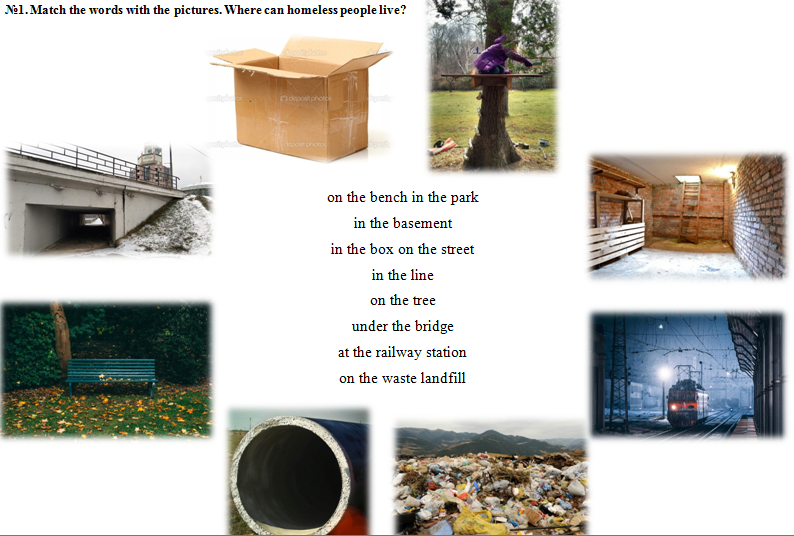 №1. Match the words with the pictures. Where can homeless people live?
depositphotos
on the bench in the park
in the basement
in the box on the street
in the line
on the tree
under the bridge
at the railway station
on the waste landfill